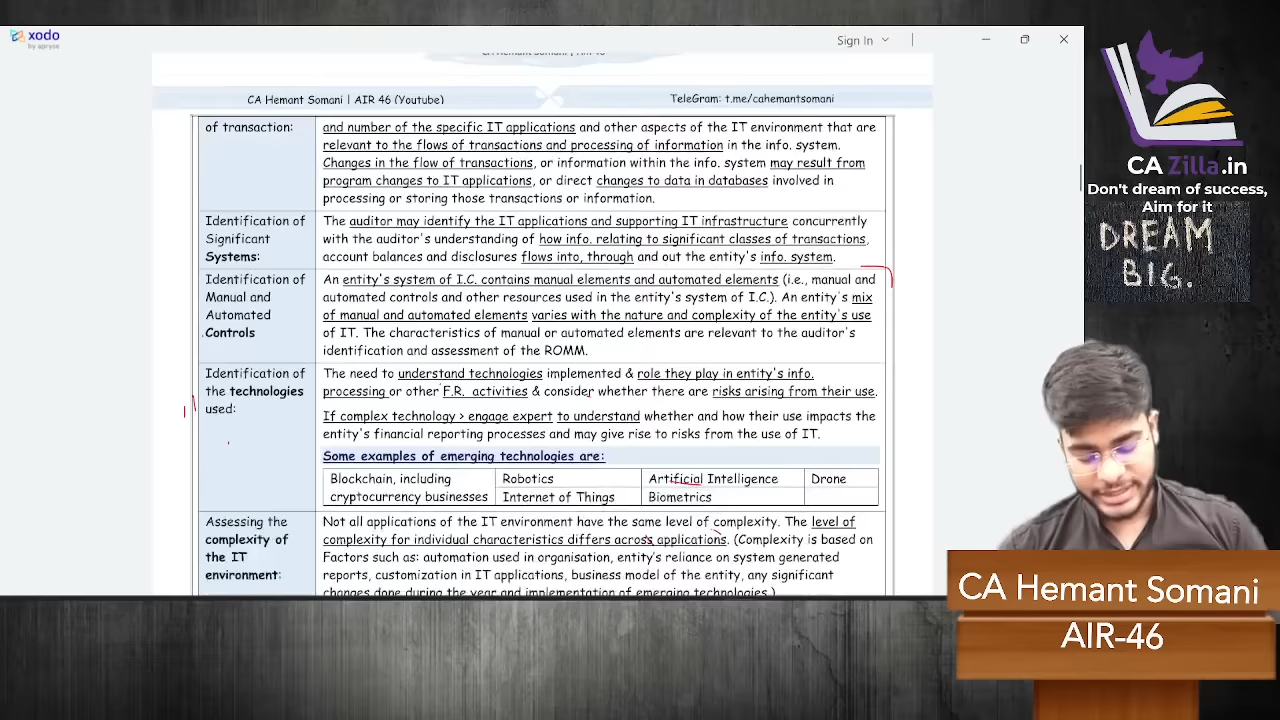 xodo
by apryse
Sign In
CA Hemant Somani | AIR-46
CA Hemant Somani | AIR 46 (Youtube)
TeleGram: t.me/cahemantsomani
of transaction:
and number of the specific IT applications and other aspects of the IT environment that are
relevant to the flows of transactions and processing of information in the info. system.
Changes in the flow of transactions, or information within the info. system may result from
program changes to IT applications, or direct changes to data in databases involved in
processing or storing those transactions or information.
Identification of
Significant
Systems:
The auditor may identify the IT applications and supporting IT infrastructure concurrently
with the auditor's understanding of how info. relating to significant classes of transactions,
account balances and disclosures flows into, through and out the entity's info. system.
Identification of
Manual and
Automated
Controls
An entity's system of I.C. contains manual elements and automated elements (i.e., manual and
automated controls and other resources used in the entity's system of I.C.). An entity's mix
of manual and automated elements varies with the nature and complexity of the entity's use
of IT. The characteristics of manual or automated elements are relevant to the auditor's
identification and assessment of the ROMM.
Identification of
the technologies
used:
The need to understand technologies implemented & role they play in entity's info.
processing or other F.R. activities & consider whether there are risks arising from their use.
If complex technology > engage expert to understand whether and how their use impacts the
entity's financial reporting processes and may give rise to risks from the use of IT.
Some examples of emerging technologies are:
Blockchain, including
cryptocurrency businesses
Robotics
Internet of Things
Artificial Intelligence
Biometrics
Drone
Assessing the
complexity of
the IT
environment:
Not all applications of the IT environment have the same level of complexity. The level of
complexity for individual characteristics differs across applications. (Complexity is based on
Factors such as: automation used in organisation, entity's reliance on system generated
reports, customization in IT applications, business model of the entity, any significant
changes done during the year and implementation of emerging technologies.)
CA Zilla.in
Don't dream of success,
Aim for it
DREAM
BIG.
CA Hemant Somani
AIR-46